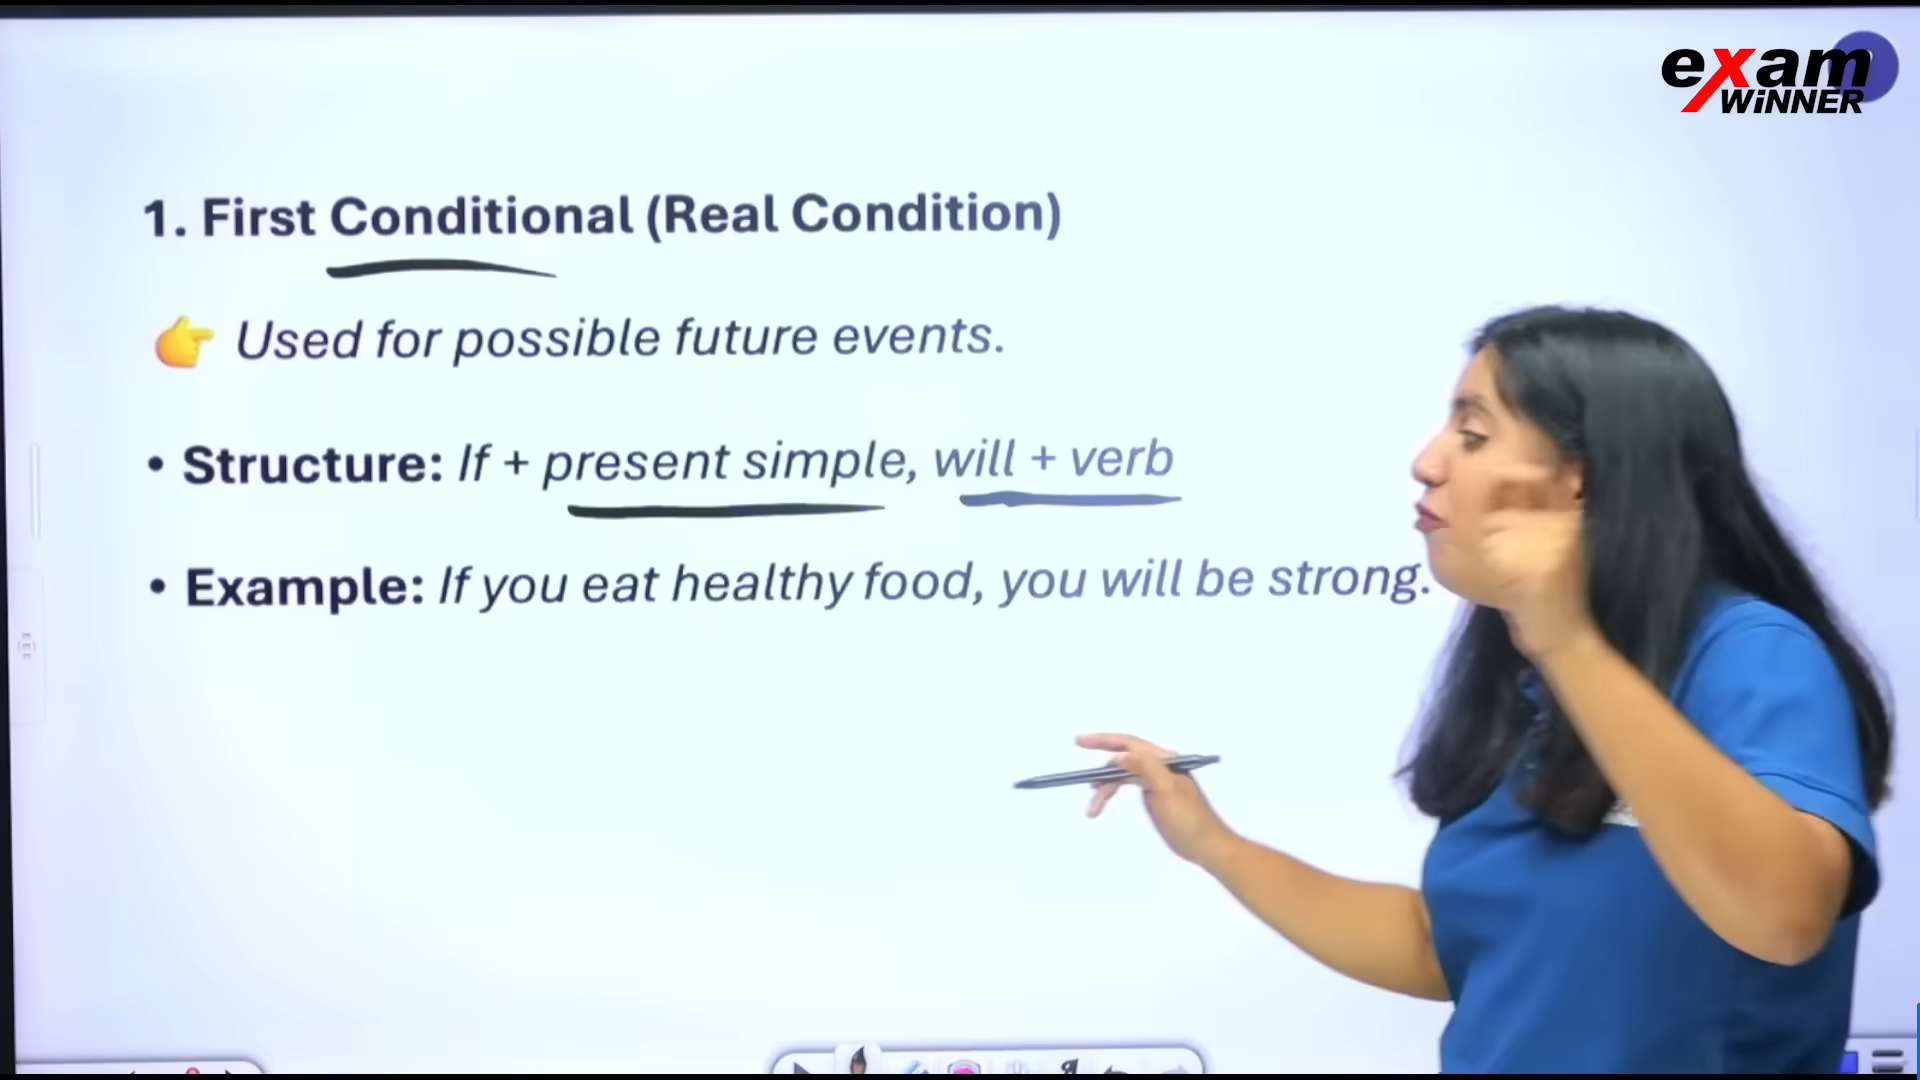 exam
WiNNER
1. First Conditional (Real Condition)
👉 Used for possible future events.
• Structure: If + present simple, will + verb
• Example: If you eat healthy food, you will be strong.